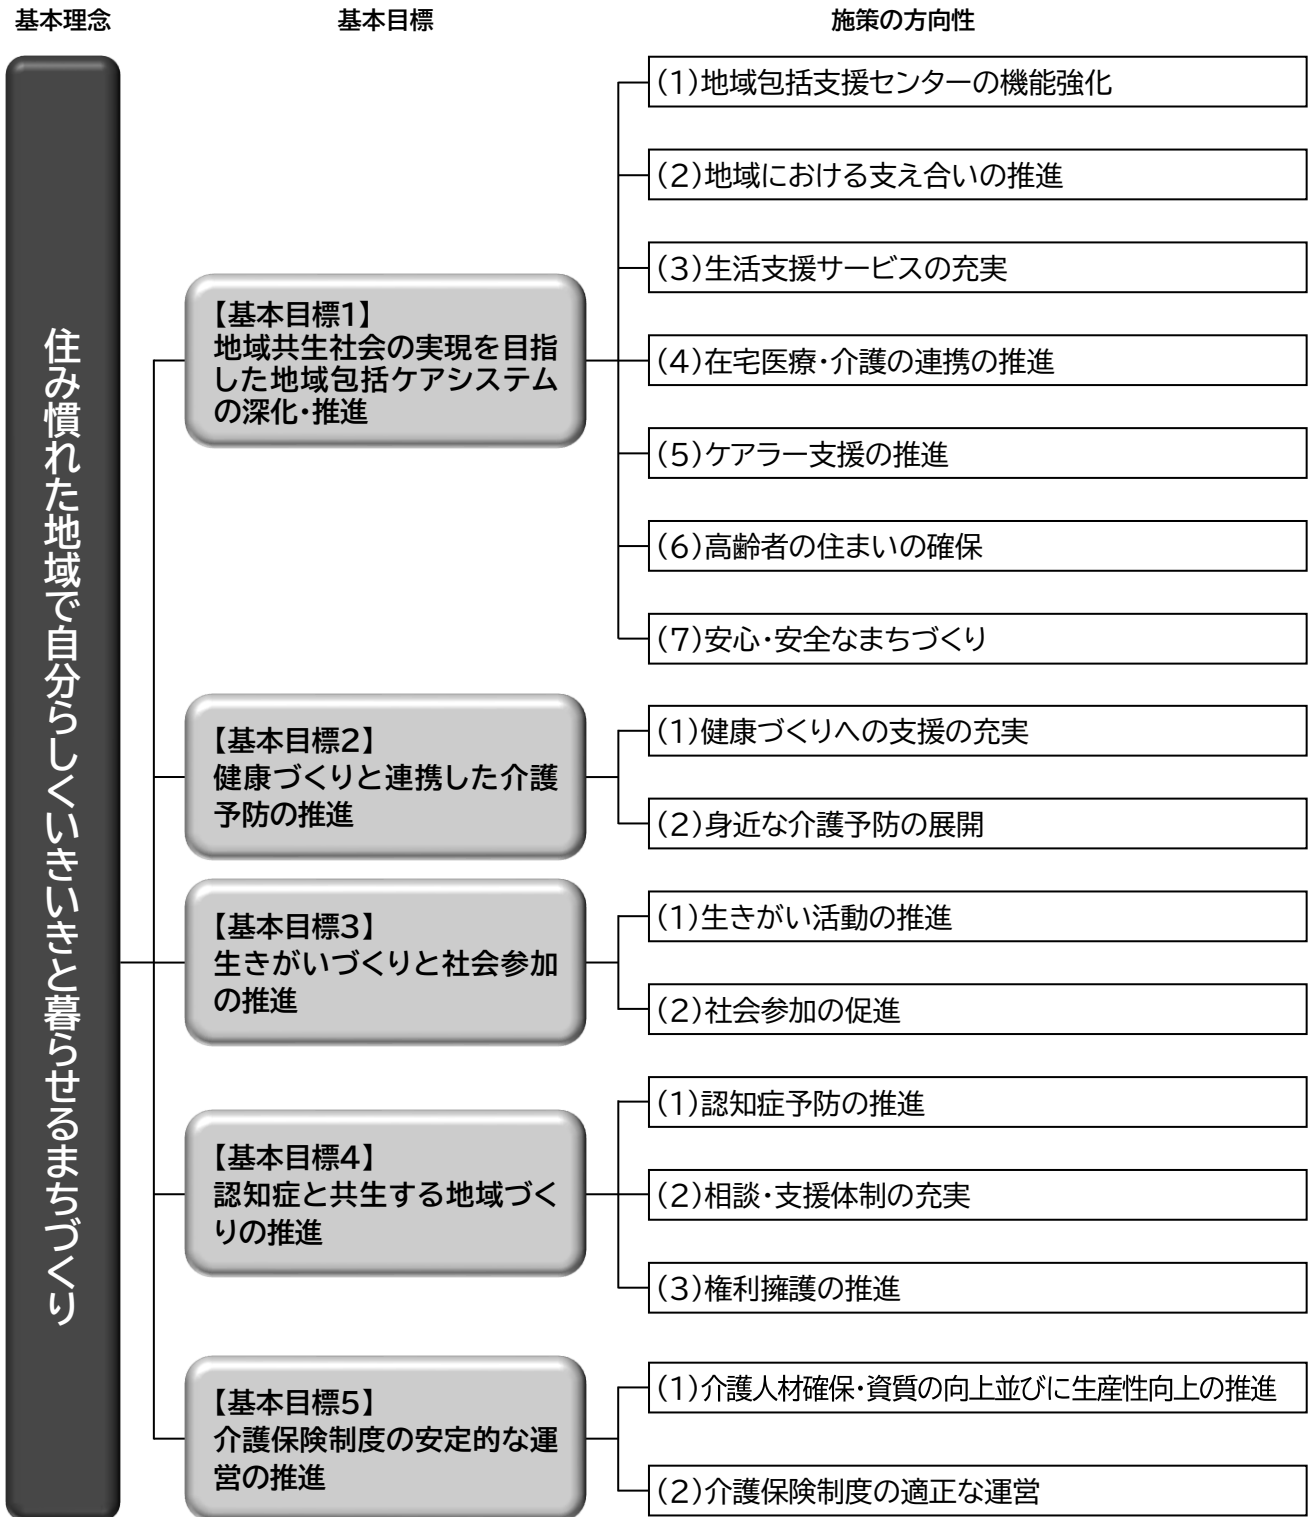 基本理念
基本目標
施策の方向性
住み慣れた地域で自分らしくいきいきと暮らせるまちづくり
【基本目標1】
地域共生社会の実現を目指
した地域包括ケアシステム
の深化・推進
(1)地域包括支援センターの機能強化
(2)地域における支え合いの推進
(3)生活支援サービスの充実
(4)在宅医療・介護の連携の推進
(5)ケアラー支援の推進
(6)高齢者の住まいの確保
(7)安心・安全なまちづくり
【基本目標2】
健康づくりと連携した介護
予防の推進
(1)健康づくりへの支援の充実
(2)身近な介護予防の展開
【基本目標3】
生きがいづくりと社会参加
の推進
(1)生きがい活動の推進
(2)社会参加の促進
【基本目標4】
認知症と共生する地域づく
りの推進
(1)認知症予防の推進
(2)相談・支援体制の充実
(3)権利擁護の推進
【基本目標5】
介護保険制度の安定的な運
営の推進
(1)介護人材確保・資質の向上並びに生産性向上の推進
(2)介護保険制度の適正な運営